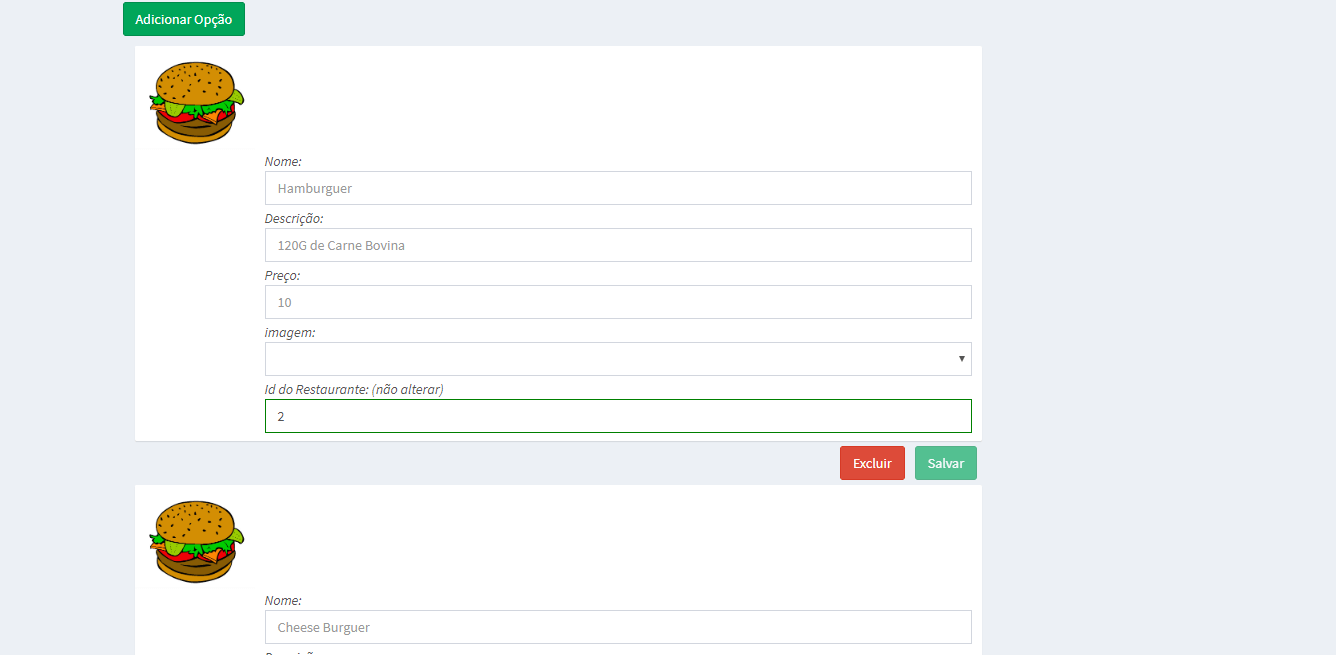 Adicionar Opção
Nome:
Hamburguer
Descrição:
120G de Carne Bovina
Preço:
10
imagem:
Id do Restaurante: (não alterar)
2
Excluir Salvar
Nome:
Cheese Burguer